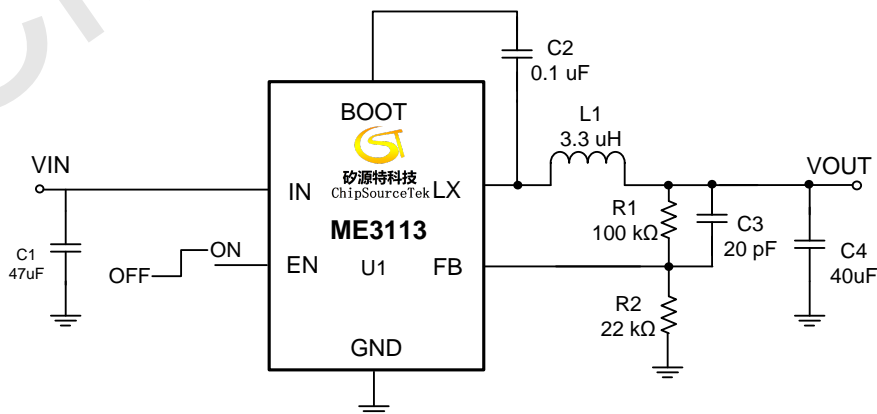 C2
0.1 uF
BOOT
L1
3.3 uH
VIN
VOUT
矽源特科技
ChipSourceTek
IN
LX
R1
100 kΩ
C3
20 pF
C1
47uF
ME3113
C4
40uF
ON
OFF
EN
U1
FB
R2
22 kΩ
GND